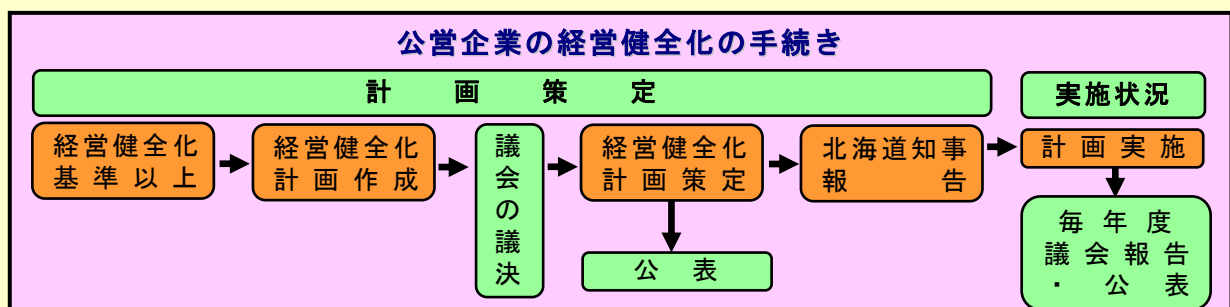 公営企業の経営健全化の手続き
計画策定
実施状況
経営健全化
基準以上
経営健全化
計画作成
議会の議決
経営健全化
計画策定
北海道知事
報告
計画実施
公表
毎年度
議会報告
・公表